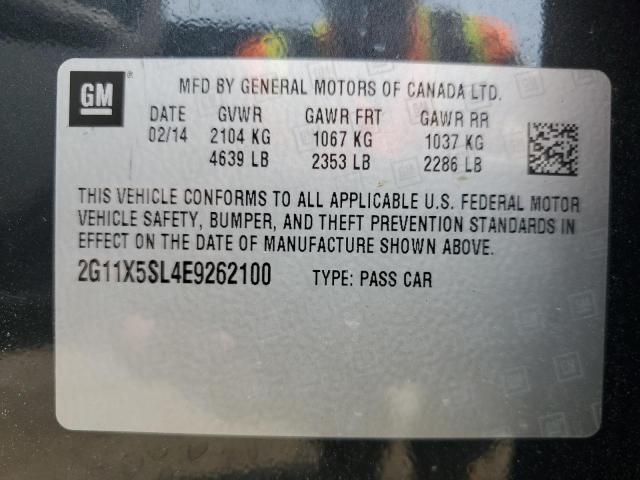 GM
MFD BY GENERAL MOTORS OF CANADA LTD.
DATE GVWR GAWR FRT GAWR RR
02/14 2104 KG 1067 KG 1037 KG
4639 LB 2353 LB 2286 LB
THIS VEHICLE CONFORMS TO ALL APPLICABLE U.S. FEDERAL MOTOR
VEHICLE SAFETY, BUMPER, AND THEFT PREVENTION STANDARDS IN
EFFECT ON THE DATE OF MANUFACTURE SHOWN ABOVE.
2G11X5SL4E9262100 TYPE: PASS CAR